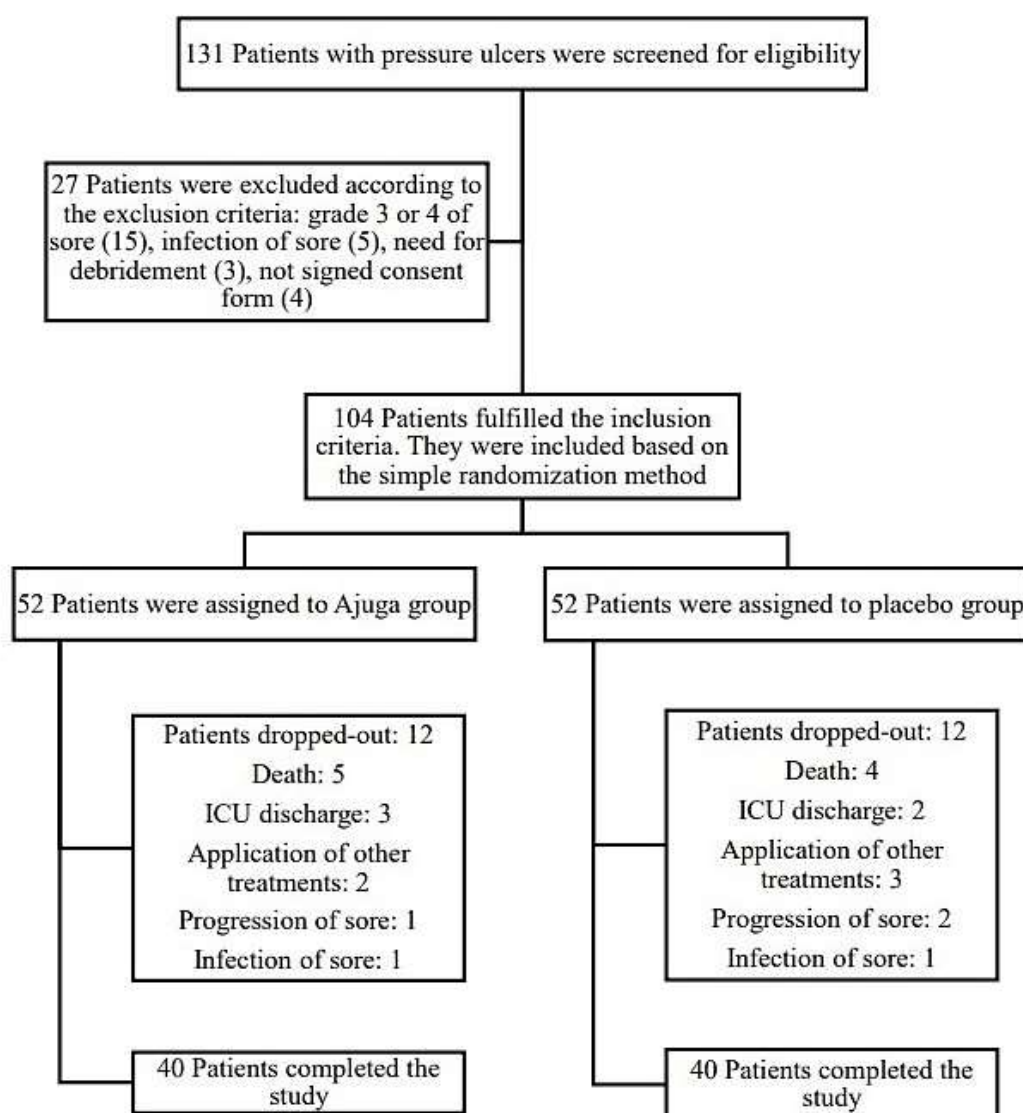 131 Patients with pressure ulcers were screened for eligibility
27 Patients were excluded according to
the exclusion criteria: grade 3 or 4 of
sore (15), infection of sore (5), need for
debridement (3), not signed consent
form (4)
104 Patients fulfilled the inclusion
criteria. They were included based on
the simple randomization method
52 Patients were assigned to Ajuga group
52 Patients were assigned to placebo group
Patients dropped-out: 12
Death: 5
ICU discharge: 3
Application of other
treatments: 2
Progression of sore: 1
Infection of sore: 1
Patients dropped-out: 12
Death: 4
ICU discharge: 2
Application of other
treatments: 3
Progression of sore: 2
Infection of sore: 1
40 Patients completed the
study
40 Patients completed the
study